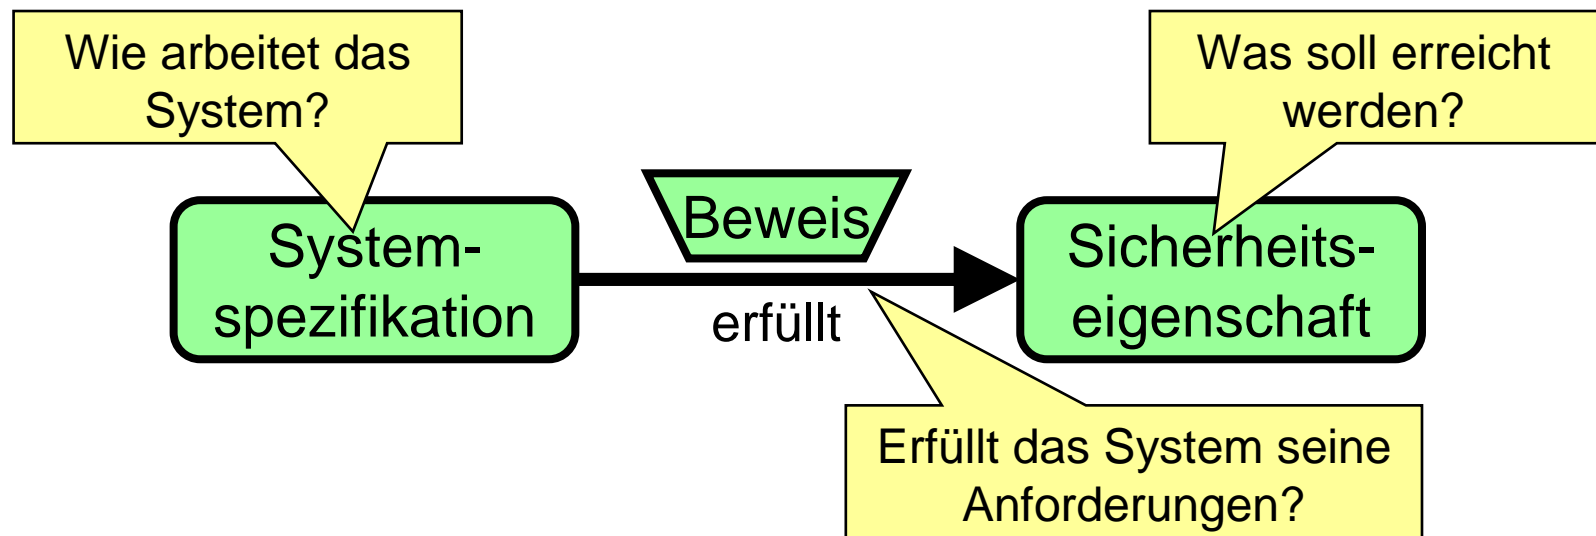 Wie arbeitet das
System?
Was soll erreicht
werden?
System-
spezifikation
Beweis
erfüllt
Sicherheits-
eigenschaft
Erfüllt das System seine
Anforderungen?